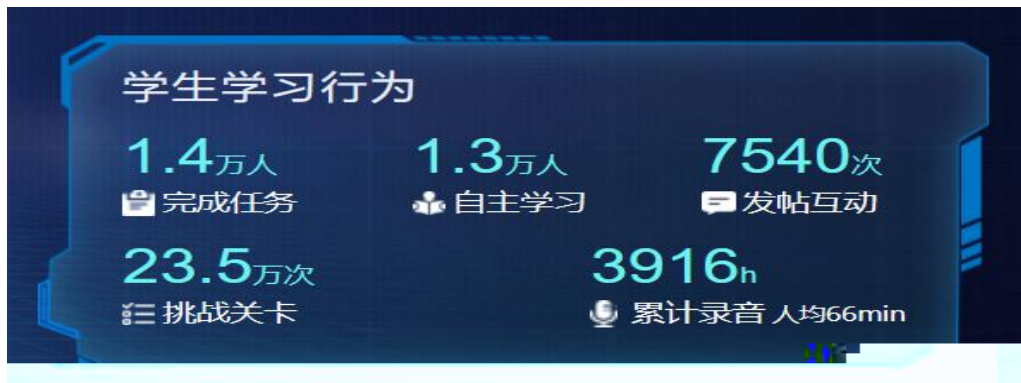 学生学习行为
1.4万人 1.3万人 7540次
完成任务 自主学习 发帖互动
23.5万次 3916h
挑战关卡 累计录音 人均66min